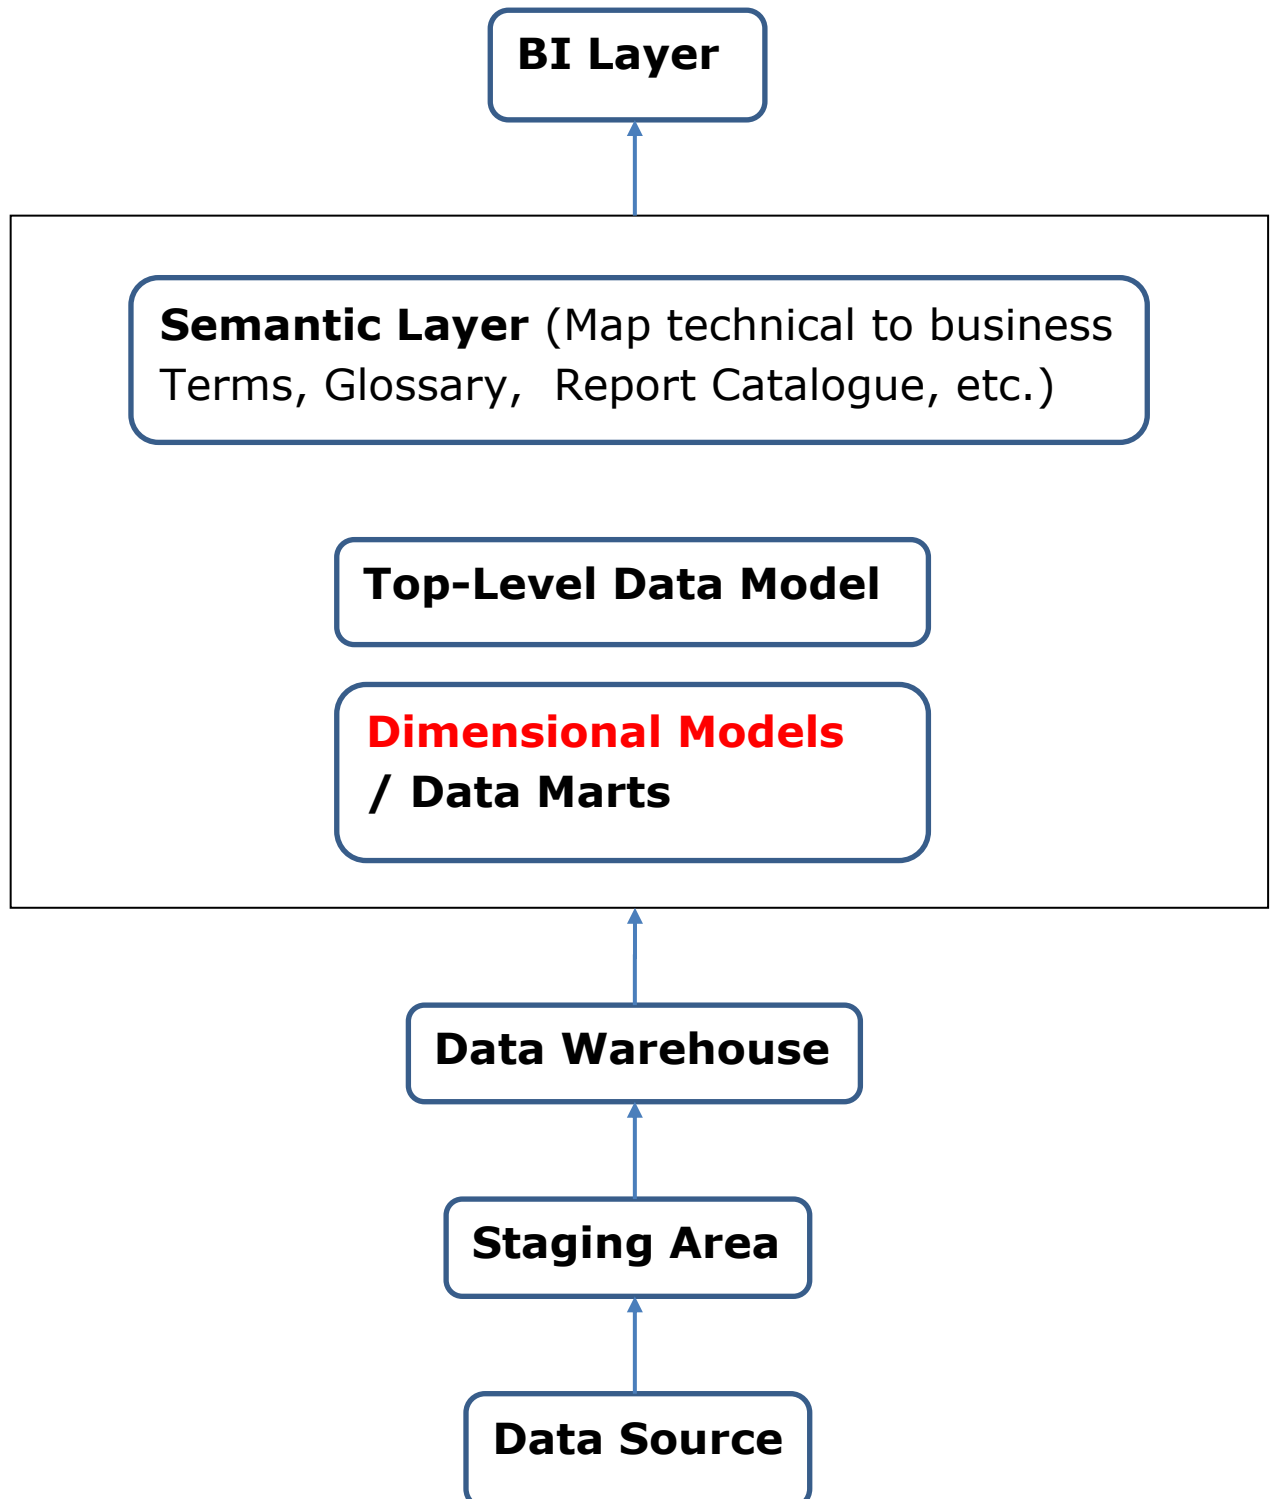 BI Layer
Semantic Layer (Map technical to business
Terms, Glossary,  Report Catalogue, etc.)
Top-Level Data Model
Dimensional Models
/ Data Marts
Data Warehouse
Staging Area
Data Source